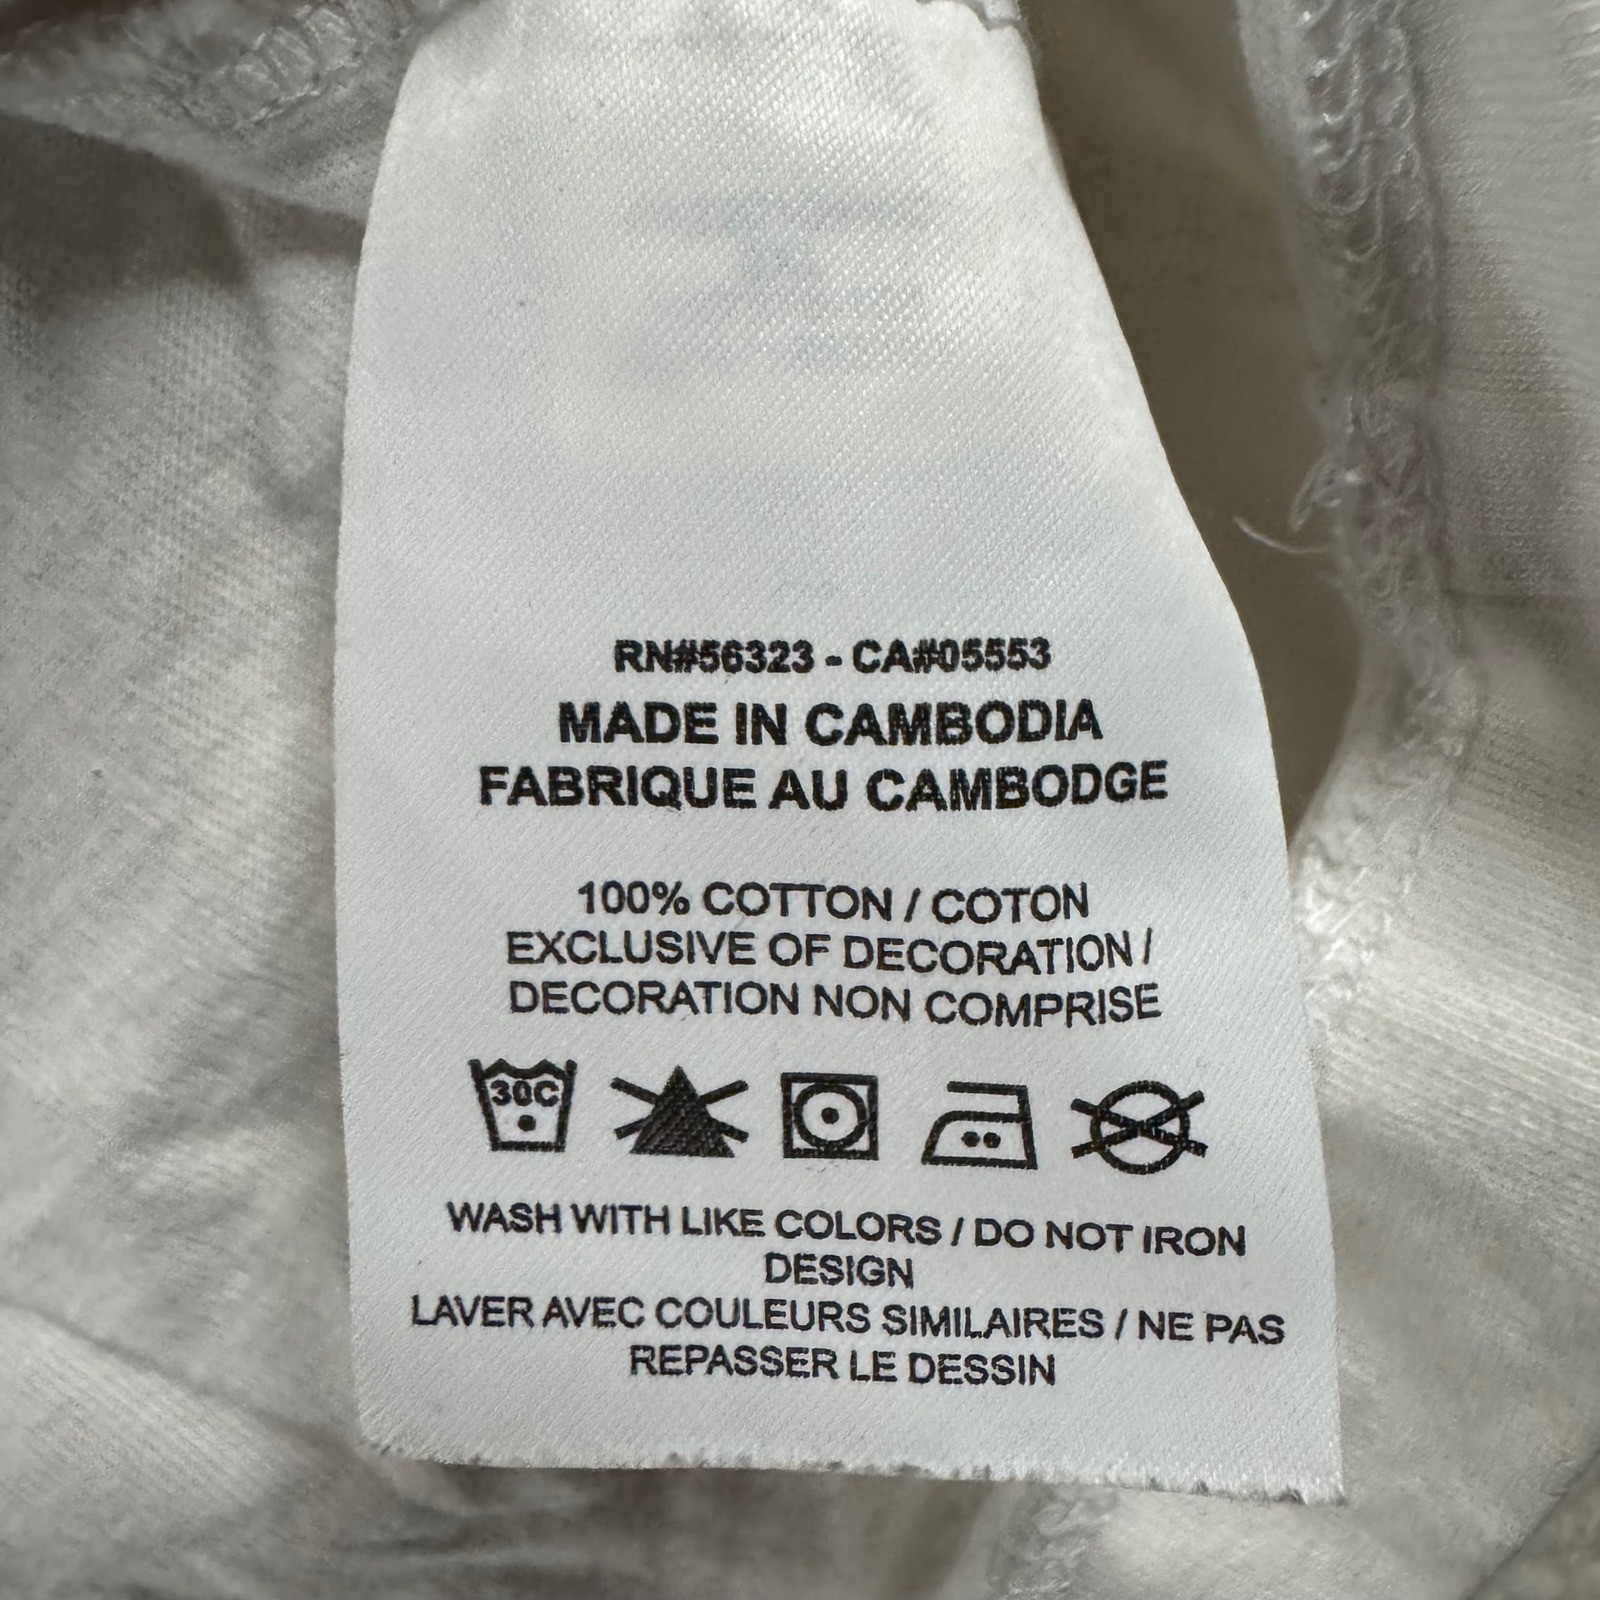 RN#56323 - CA#05553
MADE IN CAMBODIA
FABRIQUE AU CAMBODGE
100% COTTON / COTON
EXCLUSIVE OF DECORATION /
DECORATION NON COMPRISE
30C
WASH WITH LIKE COLORS / DO NOT IRON
DESIGN
LAVER AVEC COULEURS SIMILAIRES / NE PAS
REPASSER LE DESSIN